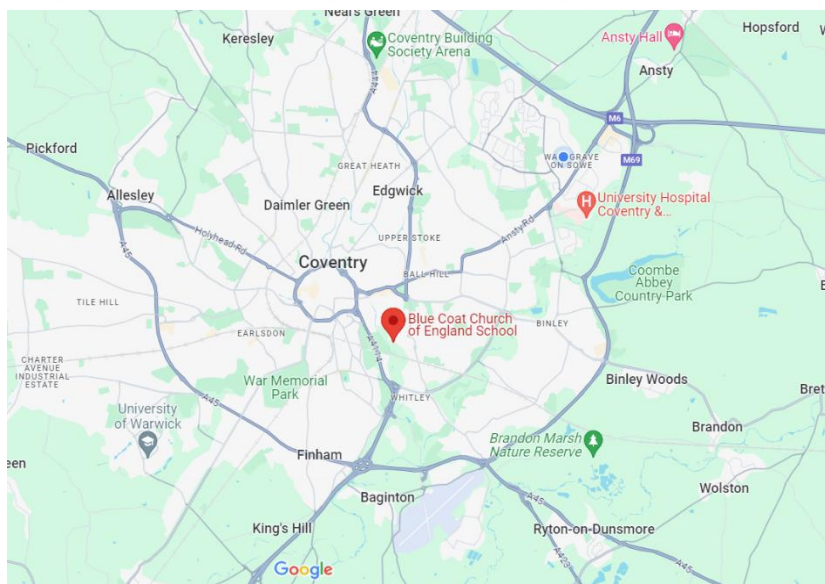 Near's Green
Hopsford
Keresley
Coventry Building
Society Arena
Ansty Hall
Ansty
A444
M6
Pickford
WALSGRAVE
ON SOWE
M69
GREAT HEATH
Allesley
Edgwick
University Hospital
Coventry &...
Daimler Green
Holyhead Rd
UPPER STOKE
Ansty Rd
A45
Coventry
BALL HILL
Coombe
Abbey
Country-Park
TILE HILL
Blue Coat Church
of England School
BINLEY
EARLSDON
A4114
CHARTER
AVENUE
INDUSTRIAL
ESTATE
War Memorial
Park
Binley Woods
WHITLEY
A45
University
of Warwick
Brandon
Brandon Marsh
Nature Reserve
Finham
Baginton
Wolston
A45
King's Hill
Ryton-on-Dunsmore
A423
A45
Google